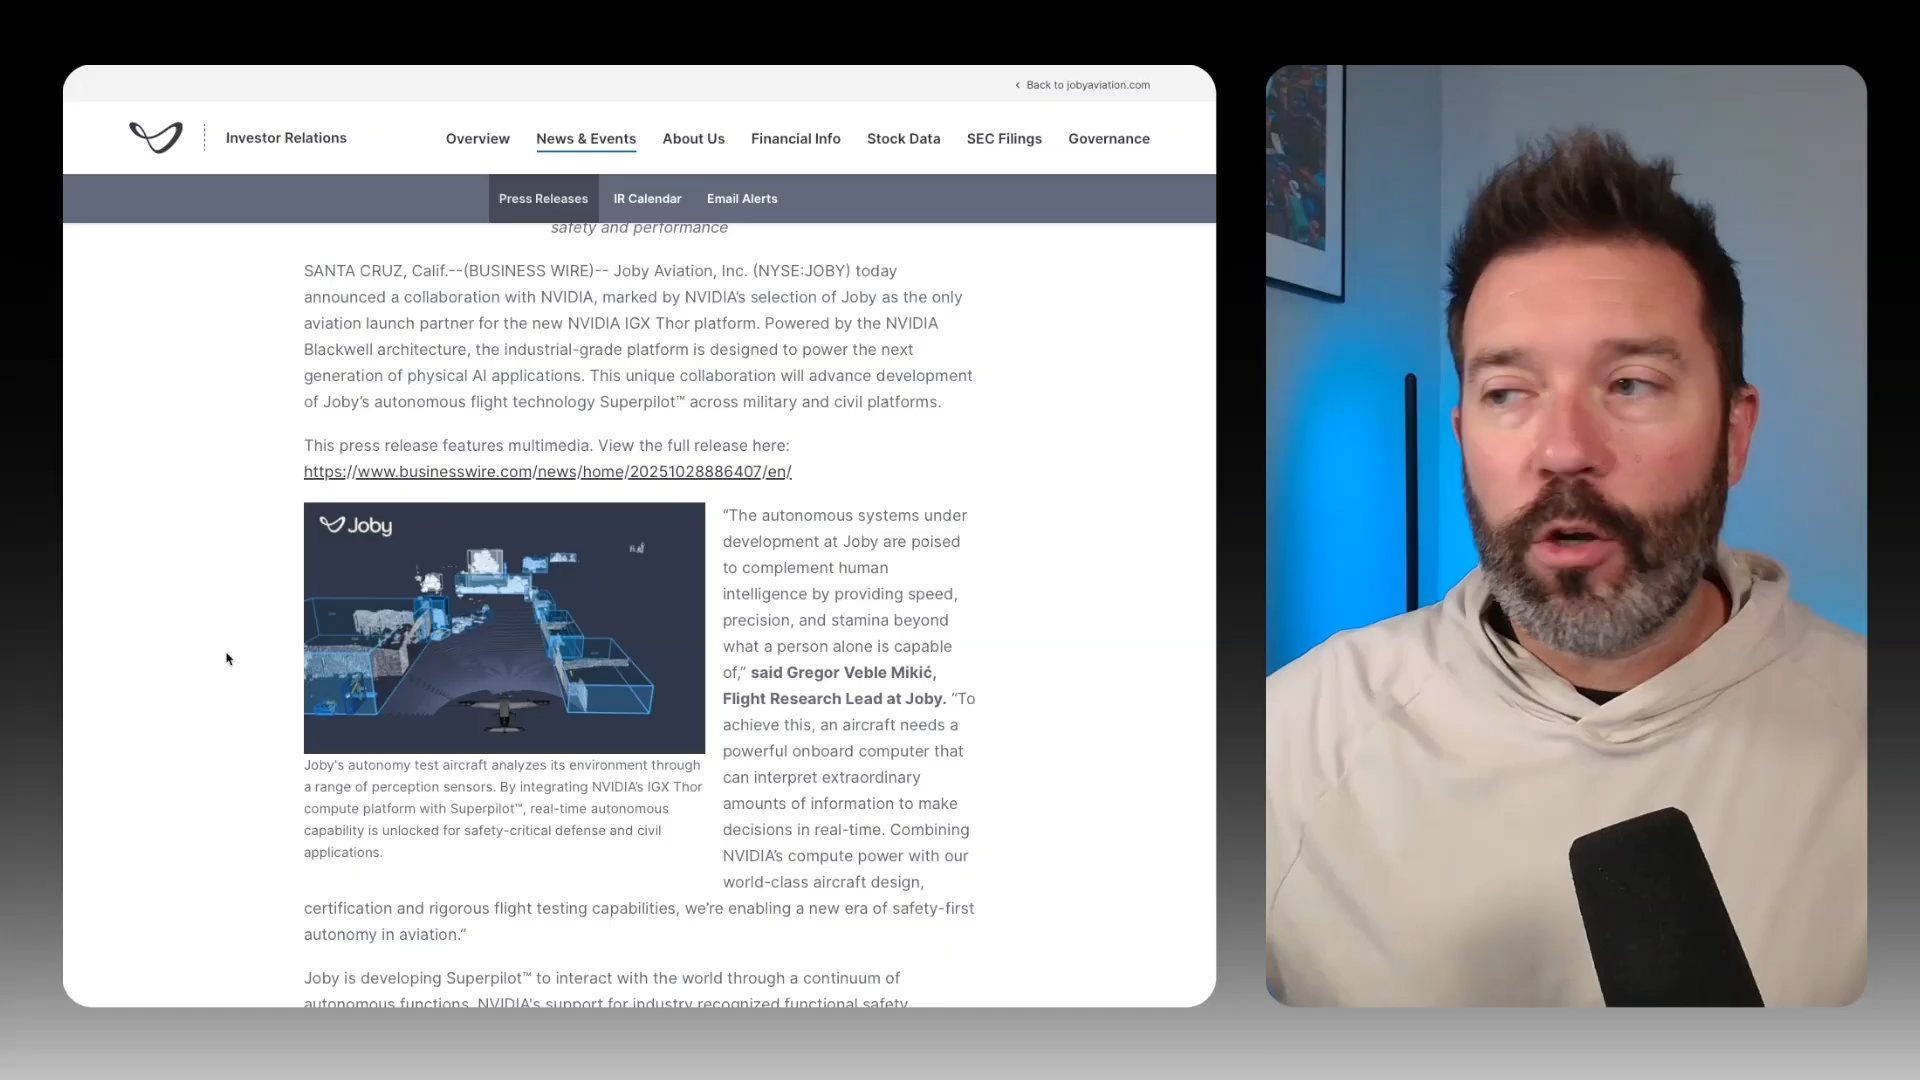 ‹ Back to jobyaviation.com
Investor Relations
Overview
News & Events
About Us
Financial Info
Stock Data
SEC Filings
Governance
Press Releases
IR Calendar
Email Alerts
safety and performance
SANTA CRUZ, Calif.--(BUSINESS WIRE)-- Joby Aviation, Inc. (NYSE:JOBY) today
announced a collaboration with NVIDIA, marked by NVIDIA’s selection of Joby as the only
aviation launch partner for the new NVIDIA IGX Thor platform. Powered by the NVIDIA
Blackwell architecture, the industrial-grade platform is designed to power the next
generation of physical AI applications. This unique collaboration will advance development
of Joby’s autonomous flight technology Superpilot™ across military and civil platforms.
This press release features multimedia. View the full release here:
https://www.businesswire.com/news/home/20251028886407/en/
Joby
Joby's autonomy test aircraft analyzes its environment through
a range of perception sensors. By integrating NVIDIA’s IGX Thor
compute platform with Superpilot™, real-time autonomous
capability is unlocked for safety-critical defense and civil
applications.
“The autonomous systems under
development at Joby are poised
to complement human
intelligence by providing speed,
precision, and stamina beyond
what a person alone is capable
of,” said Gregor Veble Mikić,
Flight Research Lead at Joby. “To
achieve this, an aircraft needs a
powerful onboard computer that
can interpret extraordinary
amounts of information to make
decisions in real-time. Combining
NVIDIA’s compute power with our
world-class aircraft design,
certification and rigorous flight testing capabilities, we’re enabling a new era of safety-first
autonomy in aviation.”
Joby is developing Superpilot™ to interact with the world through a continuum of
autonomous functions. NVIDIA's support for industry recognized functional safety